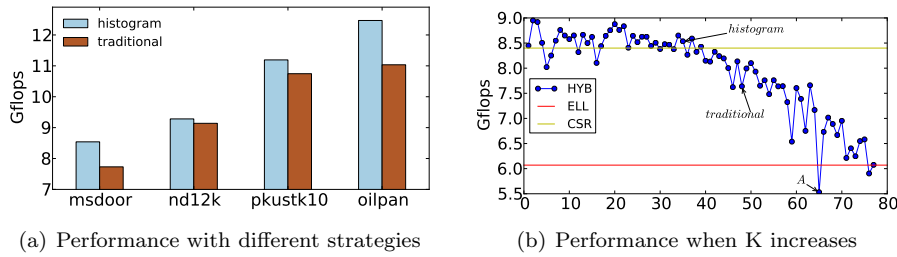 histogram
traditional
Gflops
12
11
10
9
8
7
msdoor
nd12k
pkustk10
oilpan
(a) Performance with different strategies
9.0
8.5
8.0
7.5
7.0
6.5
6.0
5.5
Gflops
histogram
HYB
ELL
CSR
traditional
A
0 10 20 30 40 50 60 70 80
(b) Performance when K increases